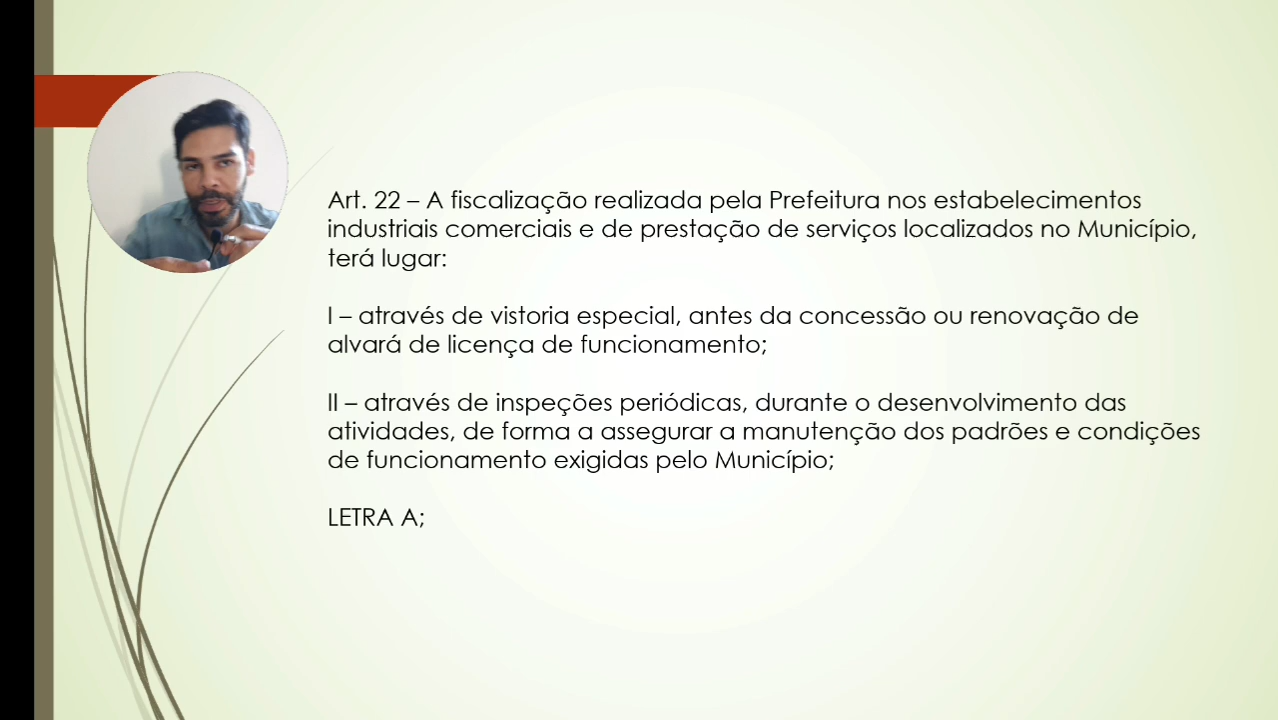 Art. 22 – A fiscalização realizada pela Prefeitura nos estabelecimentos
industriais comerciais e de prestação de serviços localizados no Município,
terá lugar:
I – através de vistoria especial, antes da concessão ou renovação de
alvará de licença de funcionamento;
II – através de inspeções periódicas, durante o desenvolvimento das
atividades, de forma a assegurar a manutenção dos padrões e condições
de funcionamento exigidas pelo Município;
LETRA A;